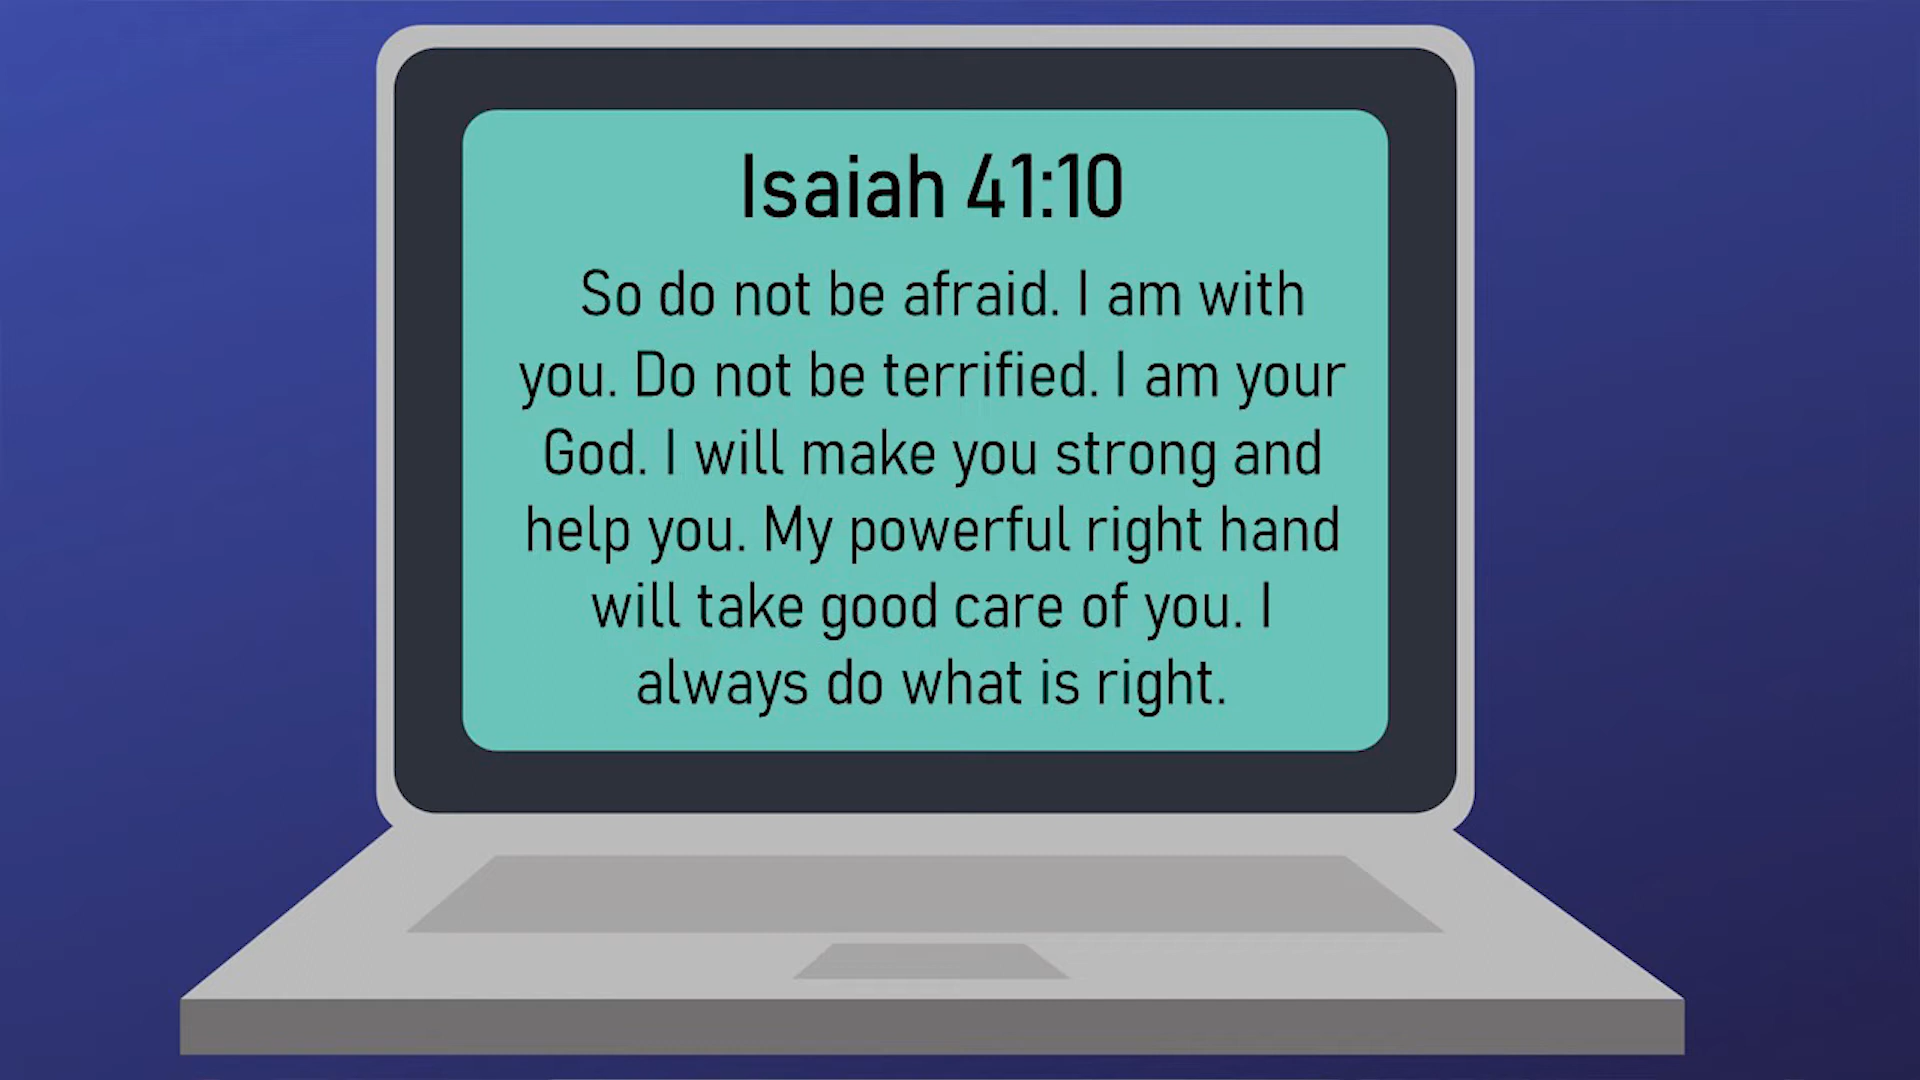 Isaiah 41:10
So do not be afraid. I am with
you. Do not be terrified. I am your
God. I will make you strong and
help you. My powerful right hand
will take good care of you. I
always do what is right.